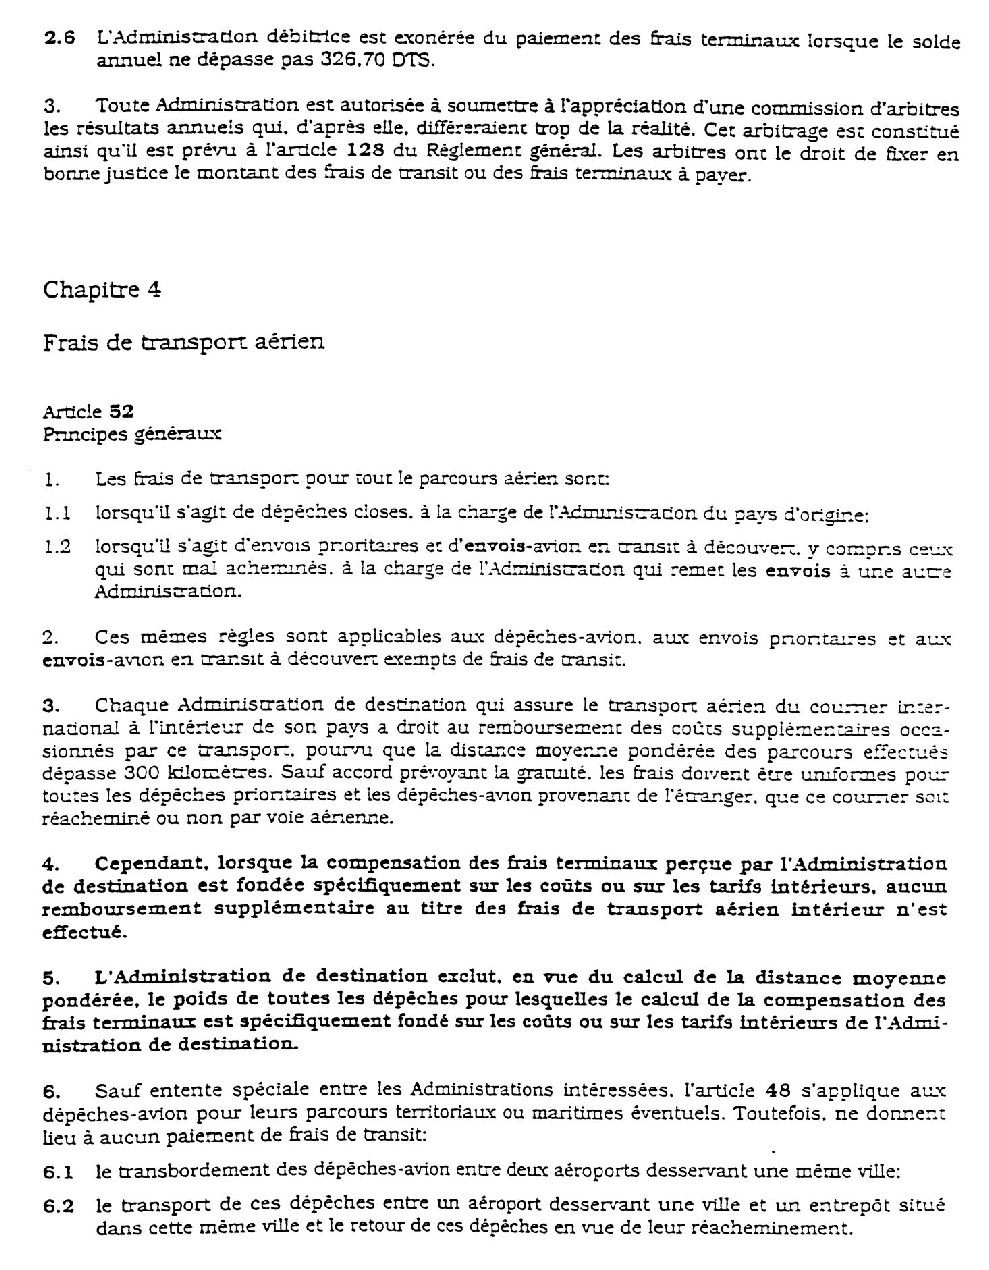 2.6 L'Administration débitrice est exonérée du paiement des frais terminaux lorsque le solde
annuel ne dépasse pas 326,70 DTS.
3. Toute Administration est autorisée à soumettre à l'appréciation d'une commission d'arbitres
les résultats annuels qui, d'après elle, différeraient trop de la réalité. Cet arbitrage est constitué
ainsi qu'il est prévu à l'article 128 du Règlement général. Les arbitres ont le droit de fixer en
bonne justice le montant des frais de transit ou des frais terminaux à payer.
Chapitre 4
Frais de transport aérien
Article 52
Principes généraux
1. Les frais de transport pour tout le parcours aérien sont:
1.1 lorsqu'il s'agit de dépêches closes, à la charge de l'Administration du pays d'origine;
1.2 lorsqu'il s'agit d'envois prioritaires et d'envois-avion en transit à découvert, y compris ceux
qui sont mal acheminés, à la charge de l'Administration qui remet les envois à une autre
Administration.
2. Ces mêmes règles sont applicables aux dépêches-avion, aux envois prioritaires et aux
envois-avion en transit à découvert exempts de frais de transit.
3. Chaque Administration de destination qui assure le transport aérien du courrier inter-
national à l'intérieur de son pays a droit au remboursement des coûts supplémentaires occa-
sionnés par ce transport, pourvu que la distance moyenne pondérée des parcours effectués
dépasse 300 kilomètres. Sauf accord prévoyant la gratuité, les frais doivent être uniformes pour
toutes les dépêches prioritaires et les dépêches-avion provenant de l'étranger, que ce courrier soit
réacheminé ou non par voie aérienne.
4. Cependant, lorsque la compensation des frais terminaux perçue par l'Administration
de destination est fondée spécifiquement sur les coûts ou sur les tarifs intérieurs, aucun
remboursement supplémentaire au titre des frais de transport aérien intérieur n'est
effectué.
5. L'Administration de destination exclut, en vue du calcul de la distance moyenne
pondérée, le poids de toutes les dépêches pour lesquelles le calcul de la compensation des
frais terminaux est spécifiquement fondé sur les coûts ou sur les tarifs intérieurs de l'Admi-
nistration de destination.
6. Sauf entente spéciale entre les Administrations intéressées, l'article 48 s'applique aux
dépêches-avion pour leurs parcours territoriaux ou maritimes éventuels. Toutefois, ne donnent
lieu à aucun paiement de frais de transit:
6.1 le transbordement des dépêches-avion entre deux aéroports desservant une même ville;
6.2 le transport de ces dépêches entre un aéroport desservant une ville et un entrepôt situé
dans cette même ville et le retour de ces dépêches en vue de leur réacheminement.